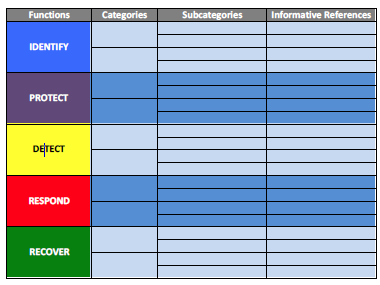 Functions Categories Subcategories Informative References
IDENTIFY
PROTECT
DETECT
RESPOND
RECOVER